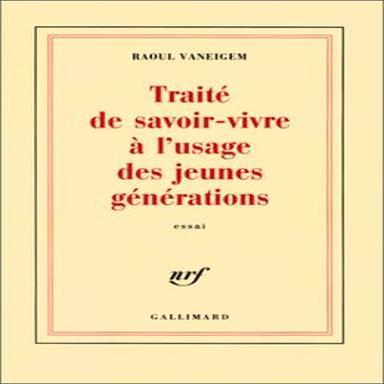 RAOUL VANEIGEM
Traité
de savoir-vivre
à l'usage
des jeunes
générations
essai
nrf
GALLIMARD